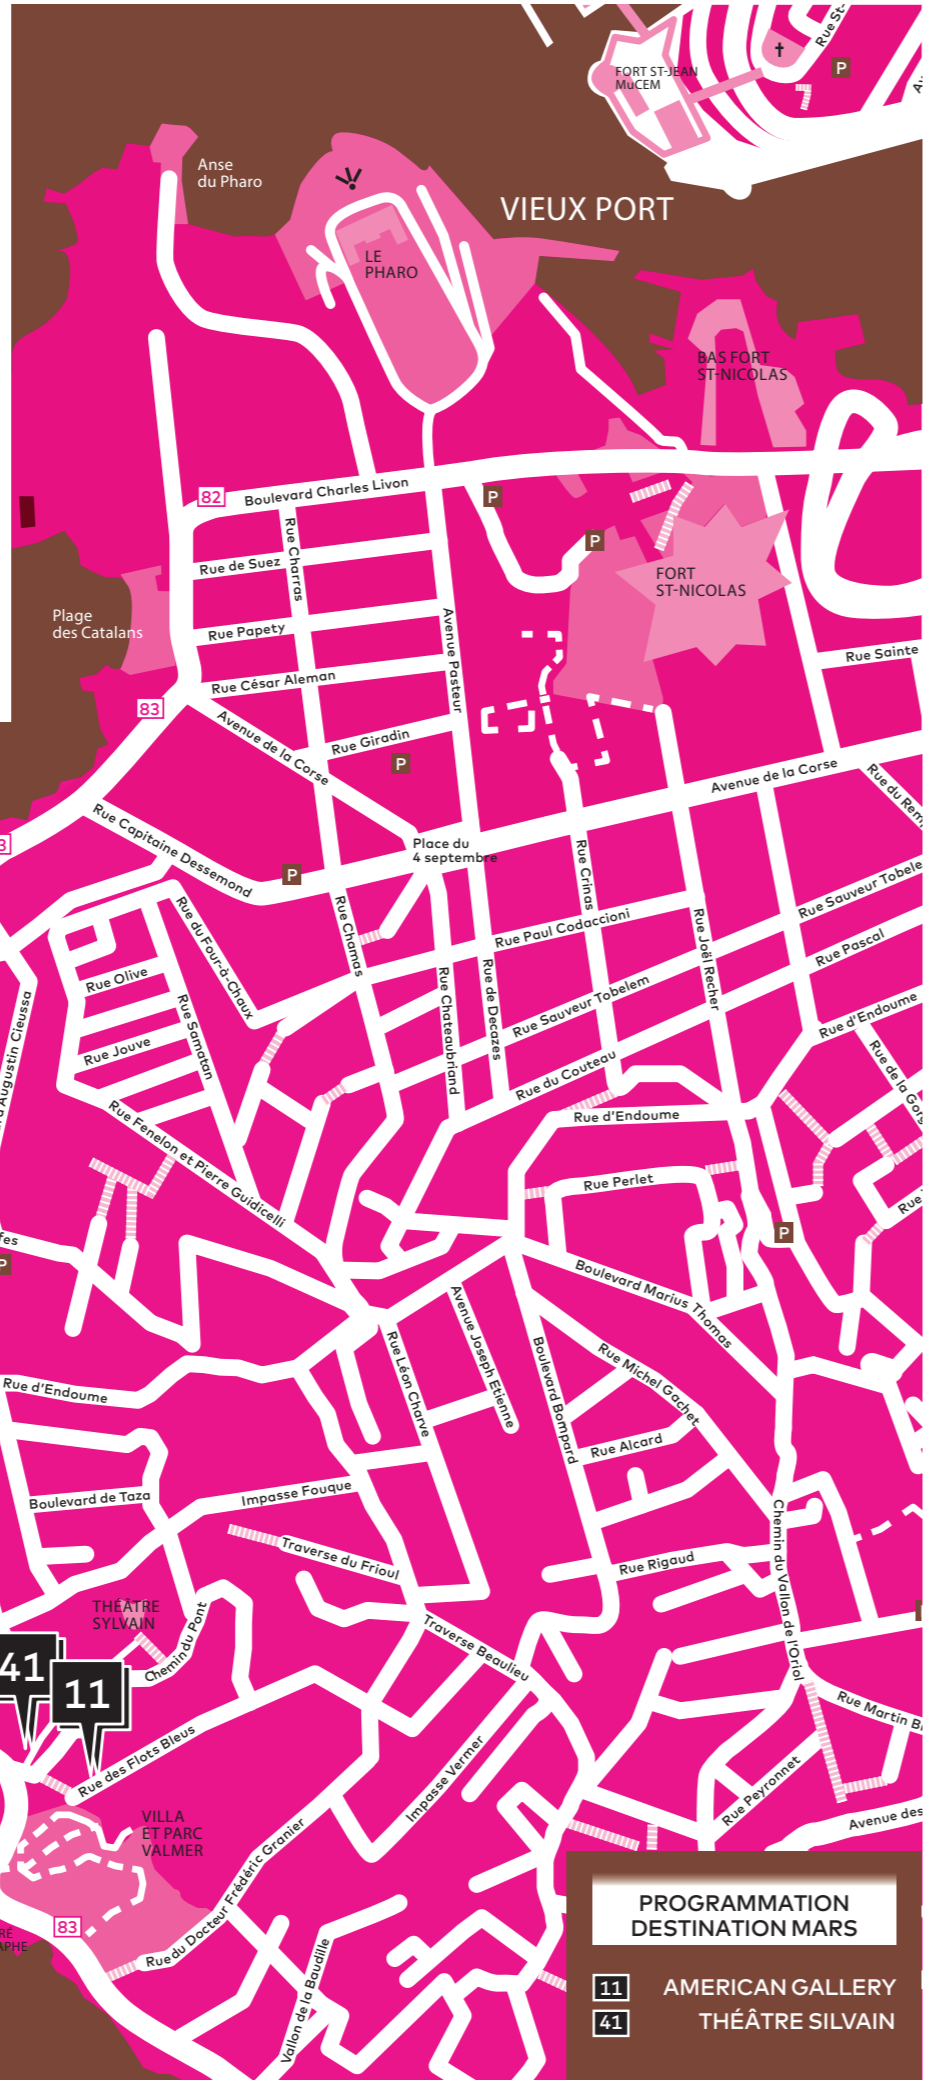 FORT ST-JEAN
MuCEM
Rue St-
P
Anse
du Pharo
VIEUX PORT
LE
PHARO
BAS FORT
ST-NICOLAS
82
Boulevard Charles Livon
P
P
Rue Charras
Rue de Suez
FORT
ST-NICOLAS
Plage
des Catalans
Rue Papety
Avenue Pasteur
Rue Sainte
Rue César Aleman
83
Avenue de la Corse
Rue Giradin
P
Avenue de la Corse
Rue du Rem
Rue Capitaine Dessemond
3
Place du
4 septembre
P
Rue Crinas
Rue Sauveur Tobele
Rue Chamas
Rue du Four-à-Chaux
Rue Paul Codaccioni
Rue Joël Recher
Rue Pascal
Rue Olive
Rue Samatan
Rue Chateaubriand
Rue de Decazes
Rue Sauveur Tobelem
Rue d'Endoume
Augustin Cieussa
Rue Jouve
Rue du Couteau
Rue de la Gor
Rue Fenelon et Pierre Guidicelli
Rue d'Endoume
Rue Perlet
Rue
P
fes
P
Boulevard Marius Thomas
Avenue Joseph Etienne
Rue Léon Charve
Boulevard Bompard
Rue Michel Gachet
Rue d'Endoume
Rue Alcard
Boulevard de Taza
Impasse Fouque
Chemin du Vallon de l'Oriol
Traverse du Frioul
Rue Rigaud
THÉÂTRE
SYLVAIN
Chemin du Pont
Traverse Beaulieu
41
11
Rue Martin B
Rue des Flots Bleus
Impasse Vermer
Rue Peyronnet
VILLA
ET PARC
VALMER
Avenue des
Rue du Docteur Frédéric Granier
83
RÉ
APHE
Vallon de la Baudille
PROGRAMMATION
DESTINATION MARS
11 AMERICAN GALLERY
41 THÉÂTRE SILVAIN